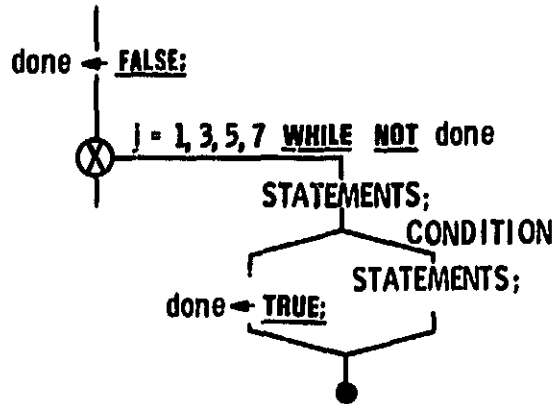 done ← FALSE;
j = 1, 3, 5, 7 WHILE NOT done
STATEMENTS;
CONDITION
STATEMENTS;
done ← TRUE;